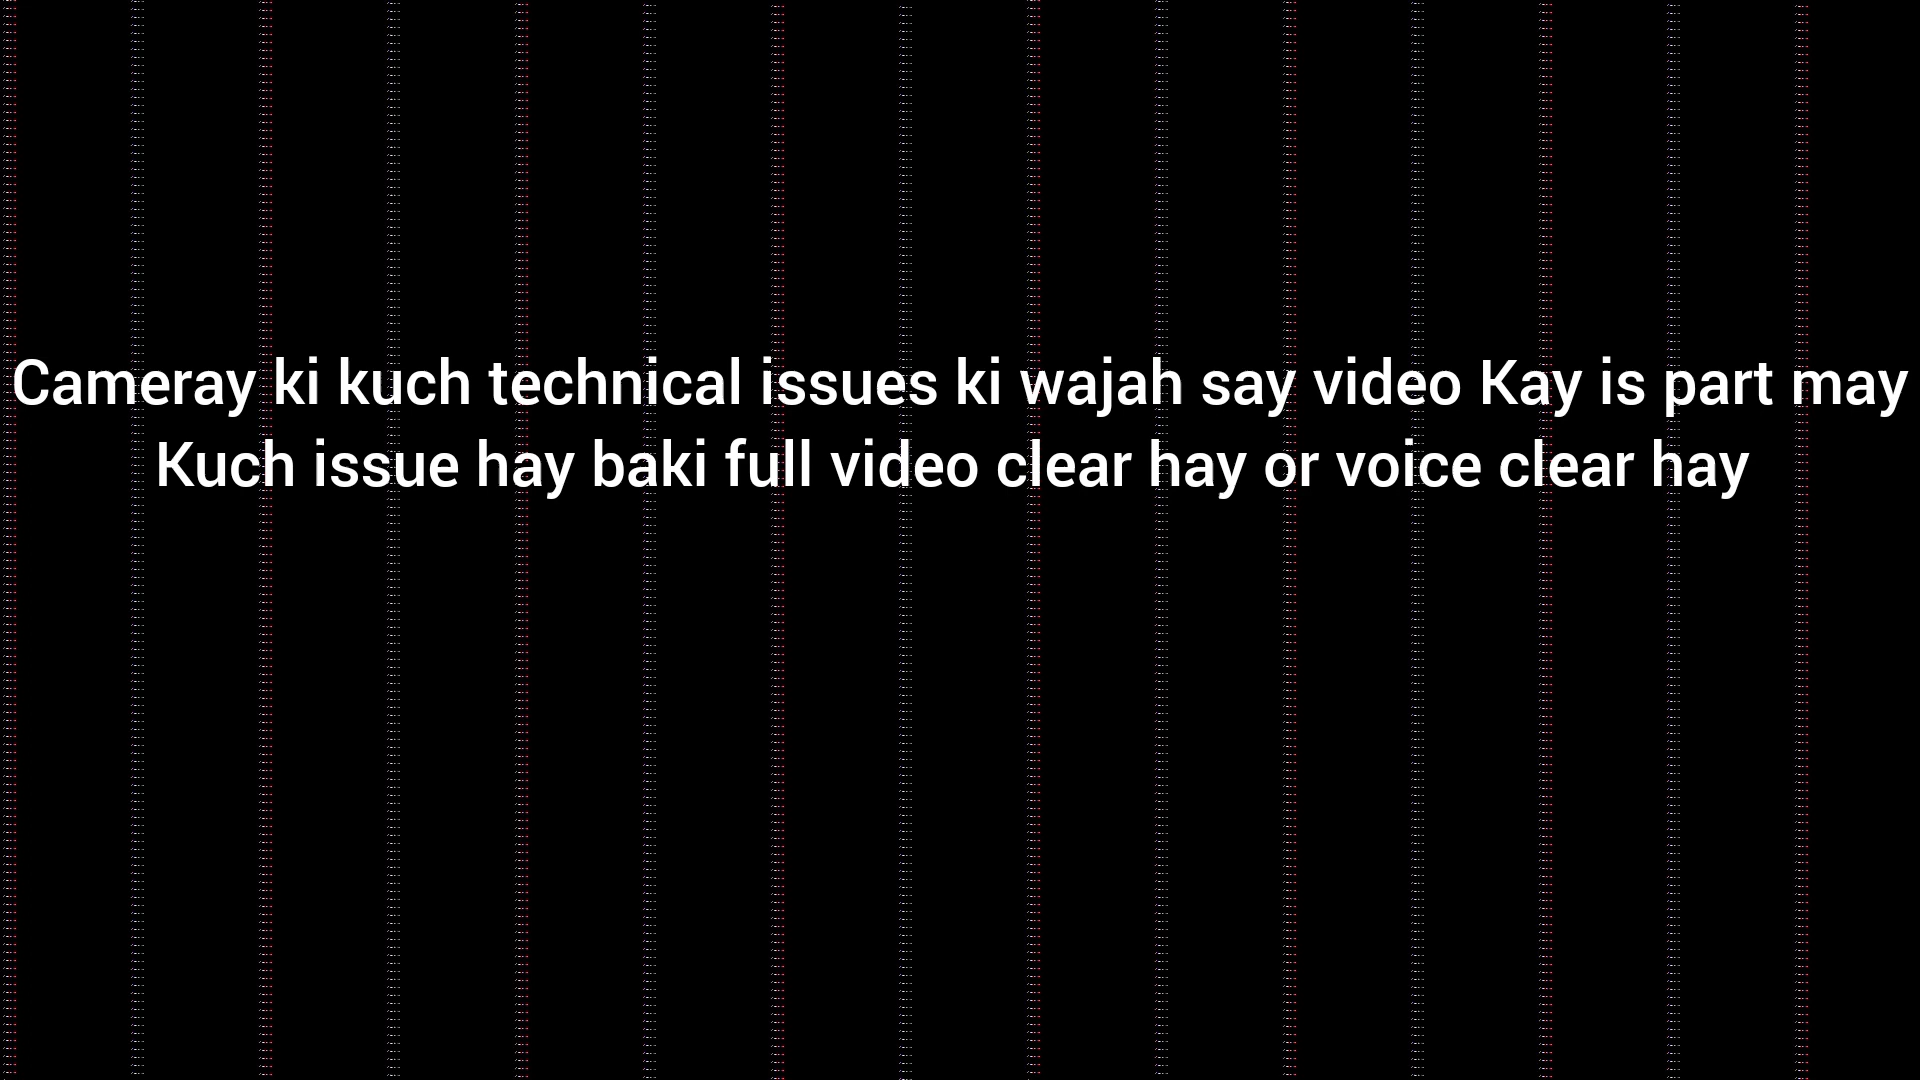 Cameray ki kuch technical issues ki wajah say video Kay is part may
Kuch issue hay baki full video clear hay or voice clear hay